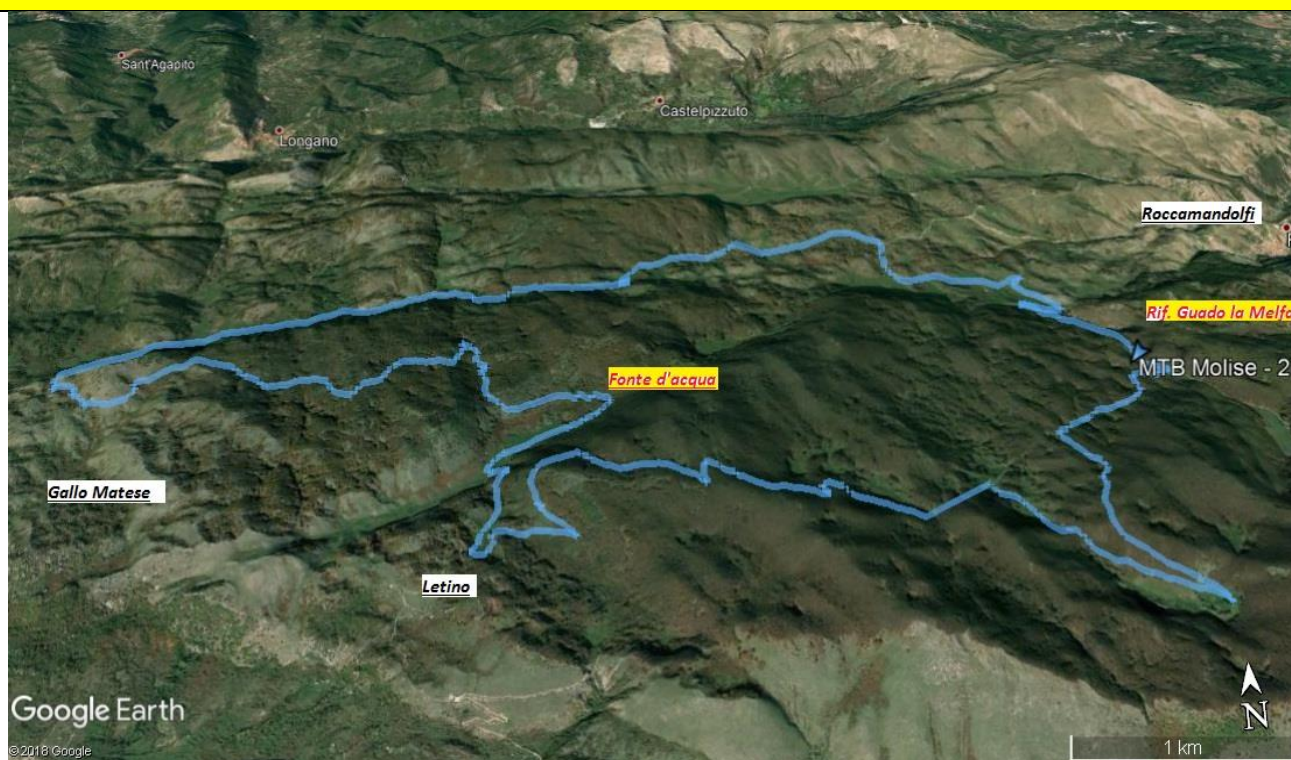 Sant'Agapito
Castelpizzuto
Longano
Roccamandolfi
Rif. Guado la Melfa
MTB Molise - 2
Fonte d'acqua
Gallo Matese
Letino
Google Earth
N
©2018 Google
1 km